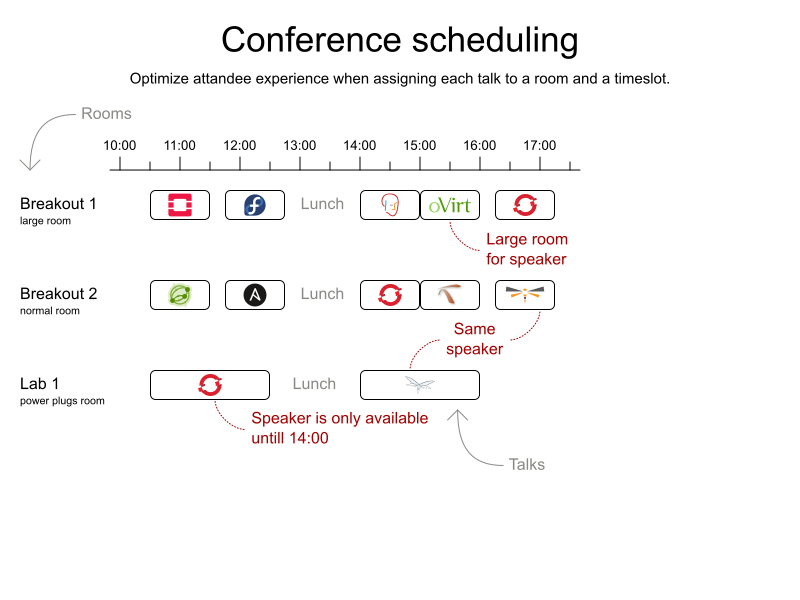 Conference scheduling
Optimize attandee experience when assigning each talk to a room and a timeslot.
Rooms
10:00 11:00 12:00 13:00 14:00 15:00 16:00 17:00
Breakout 1
large room
Lunch
oVirt
Large room
for speaker
Breakout 2
normal room
Lunch
Same
speaker
Lab 1
power plugs room
Lunch
Speaker is only available
untill 14:00
Talks